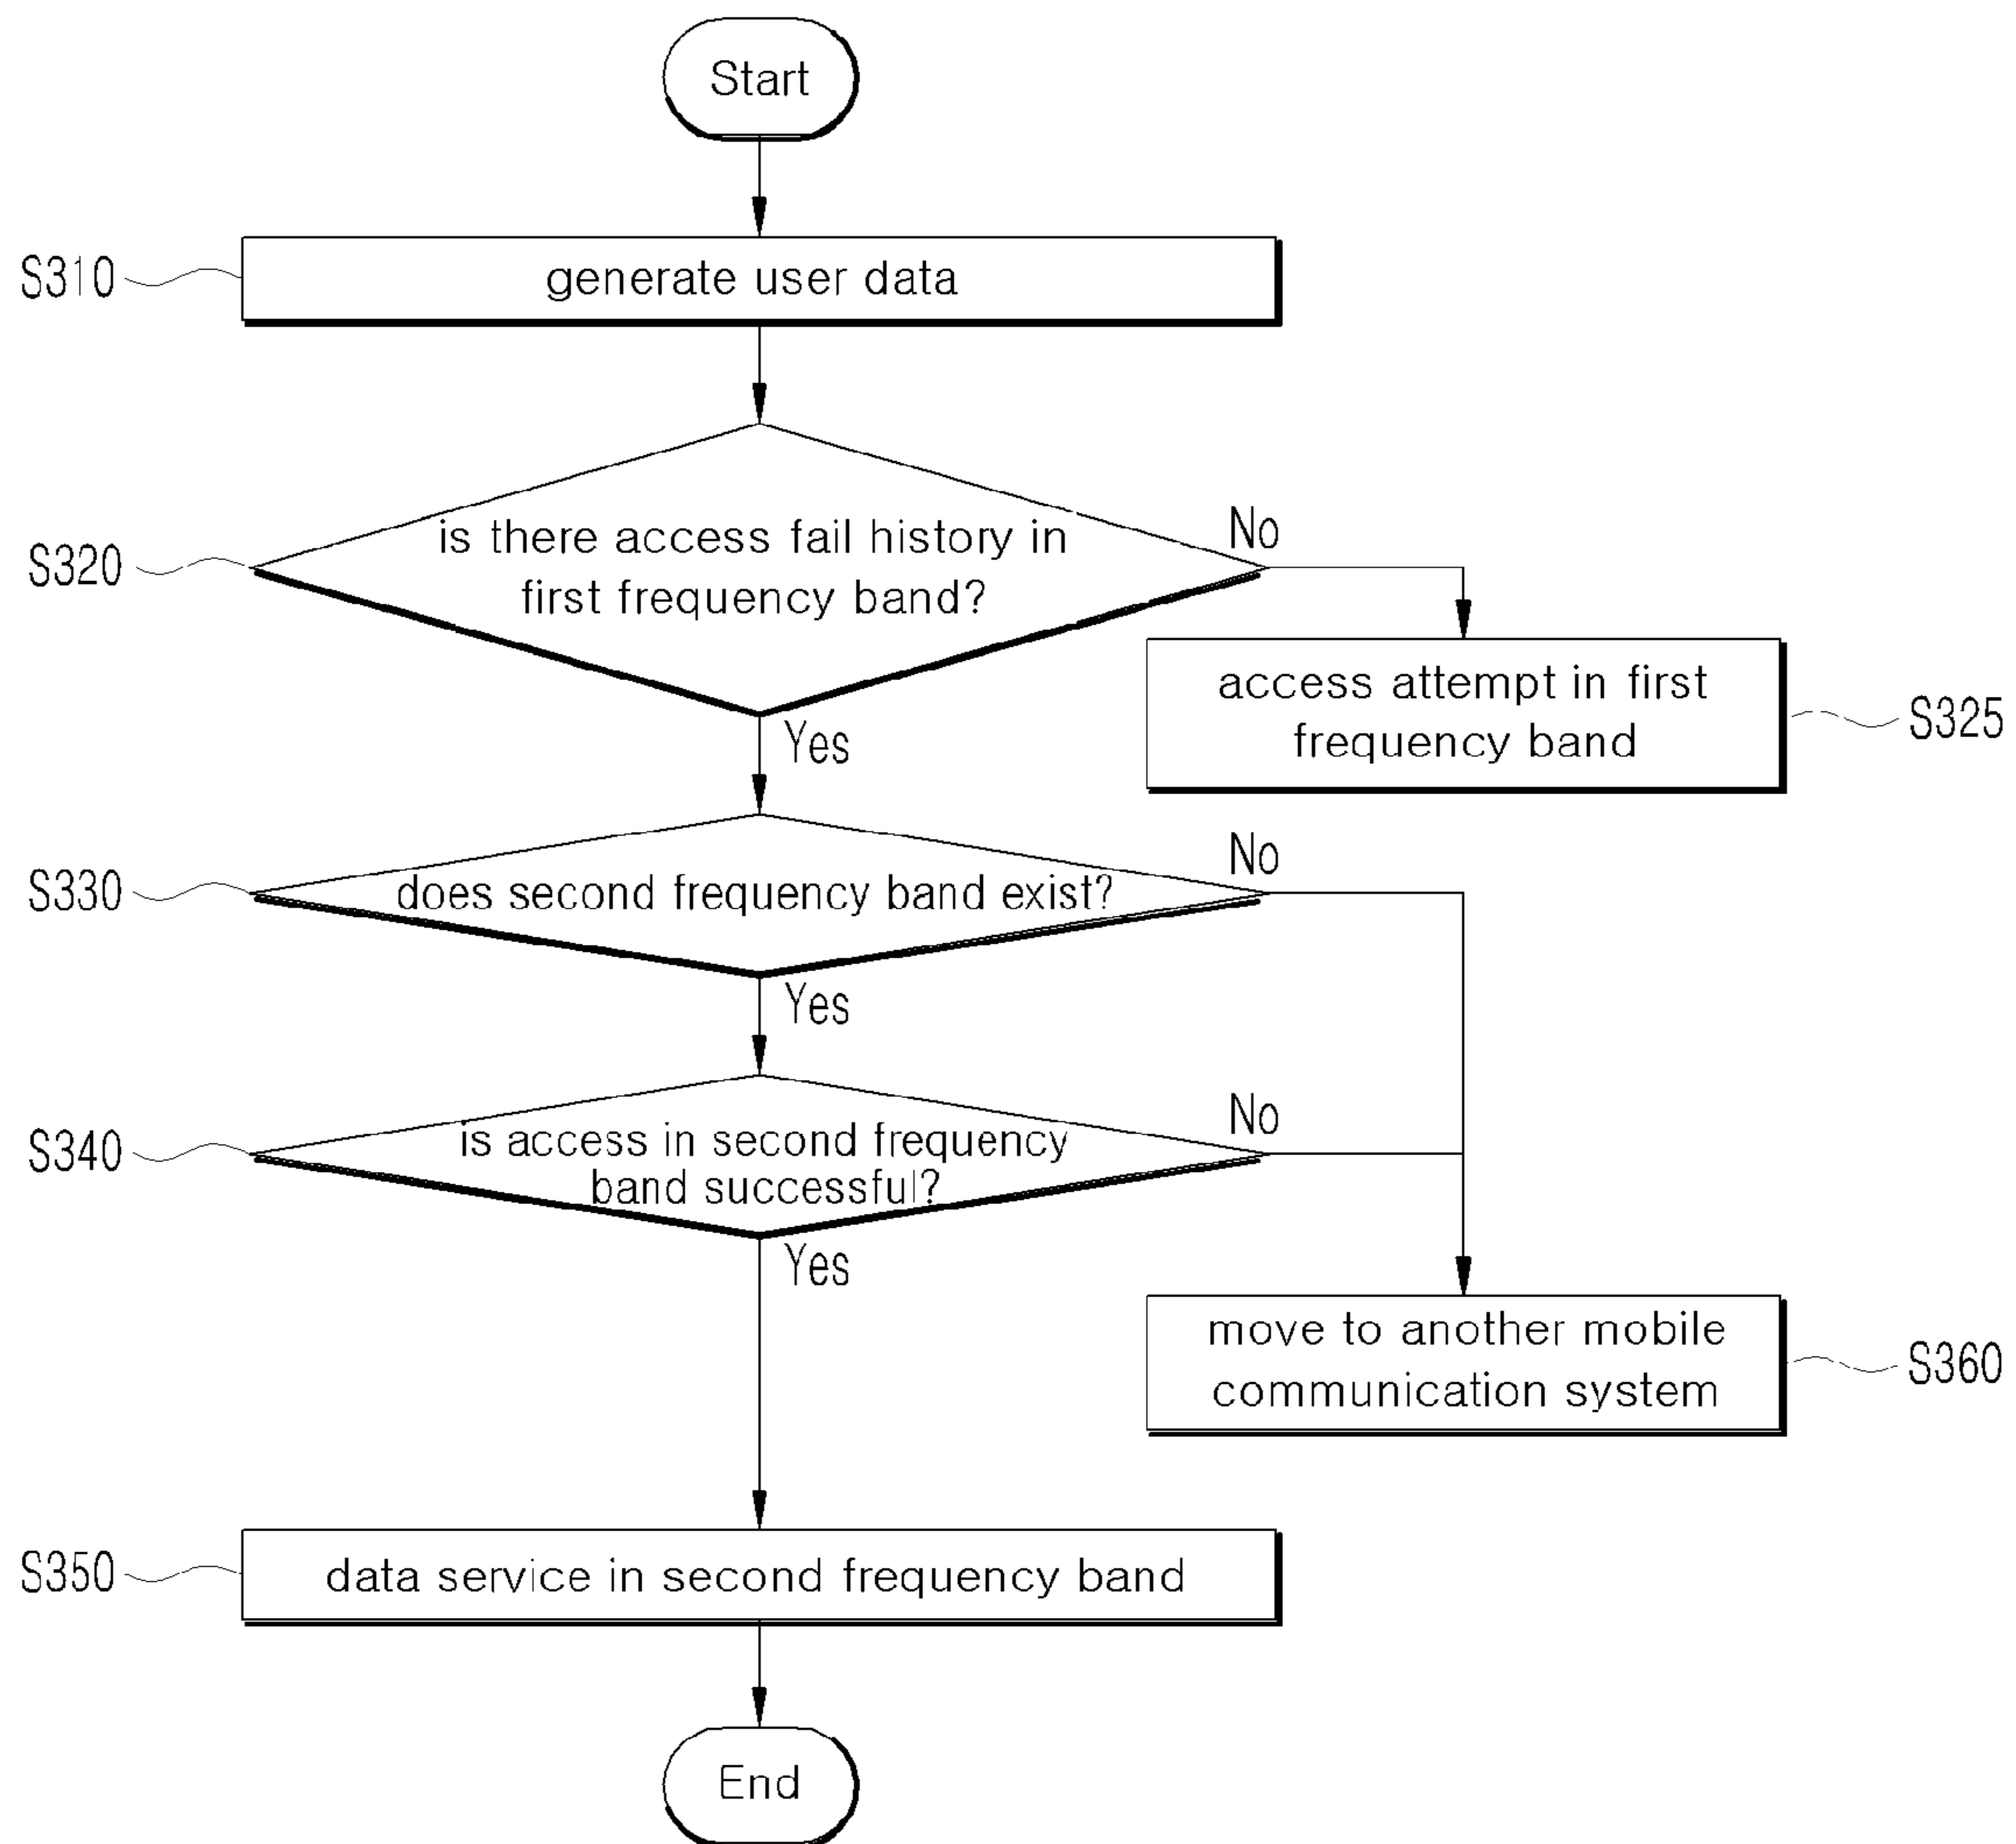 Start
S310
generate user data
S320
is there access fail history in
first frequency band?
No
Yes
access attempt in first
frequency band
S325
S330
does second frequency band exist?
No
Yes
S340
is access in second frequency
band successful?
No
Yes
move to another mobile
communication system
S360
S350
data service in second frequency band
End